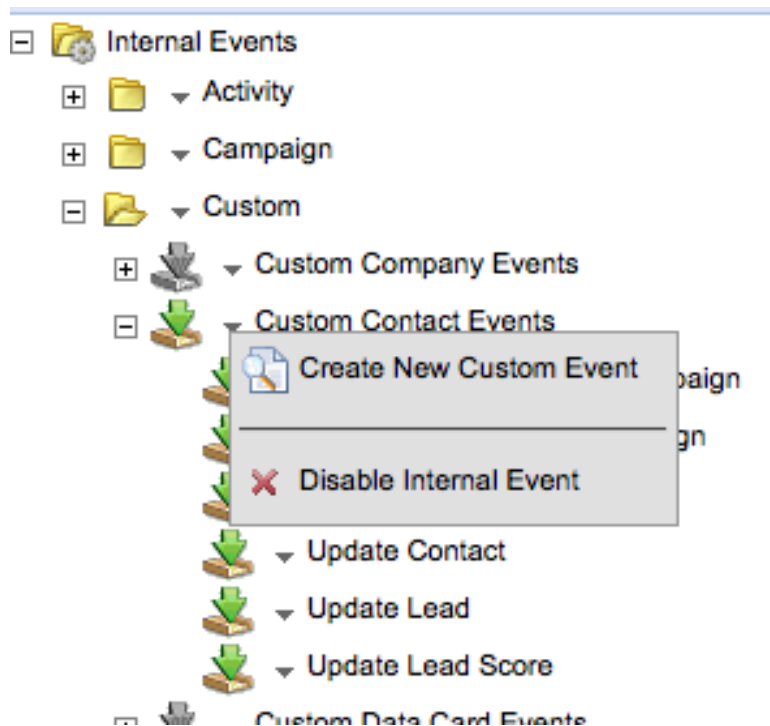 Internal Events
Activity
Campaign
Custom
Custom Company Events
Custom Contact Events
Create New Custom Event
Disable Internal Event
Update Contact
Update Lead
Update Lead Score
Custom Data Card Events